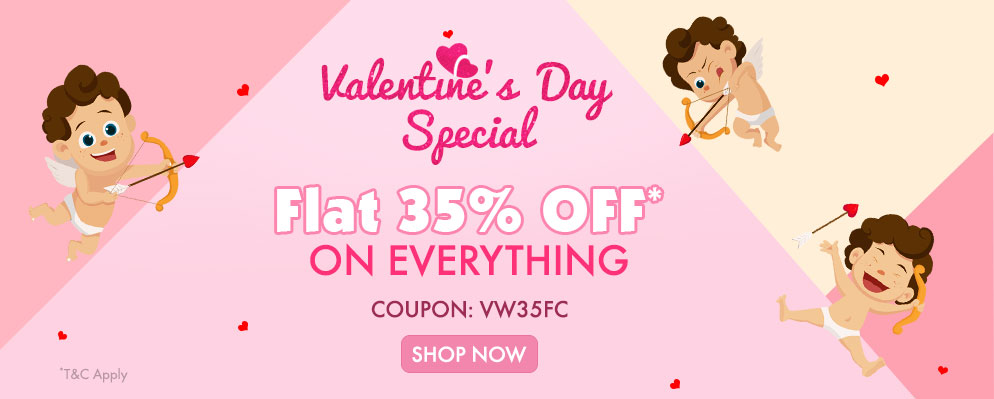 Valentine's Day
Special
Flat 35% OFF*
ON EVERYTHING
COUPON: VW35FC
SHOP NOW
*T&C Apply